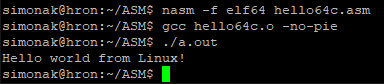 simonak@hron:~/ASM$ nasm -f elf64 hello64c.asm
simonak@hron:~/ASM$ gcc hello64c.o -no-pie
simonak@hron:~/ASM$ ./a.out
Hello world from Linux!
simonak@hron:~/ASM$